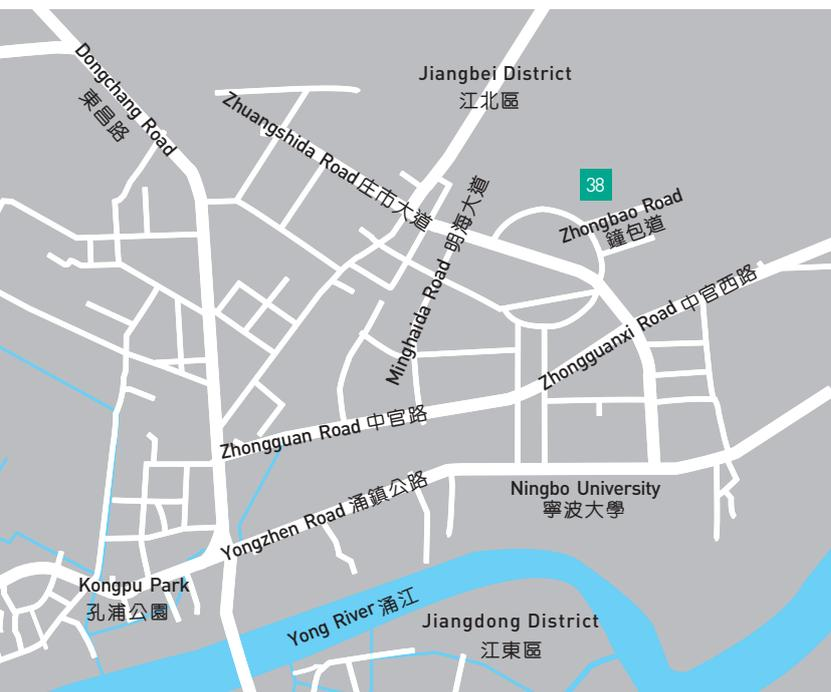 Dongchang Road
東昌路
Jiangbei District
江北區
Zhuangshida Road 庄市大道
38
Zhongbao Road
鐘包道
Minghaida Road 明海大道
Zhongguanxi Road 中官西路
Zhongguan Road 中官路
Yongzhen Road 涌鎮公路
Ningbo University
寧波大學
Kongpu Park
孔浦公園
Yong River 涌江
Jiangdong District
江東區